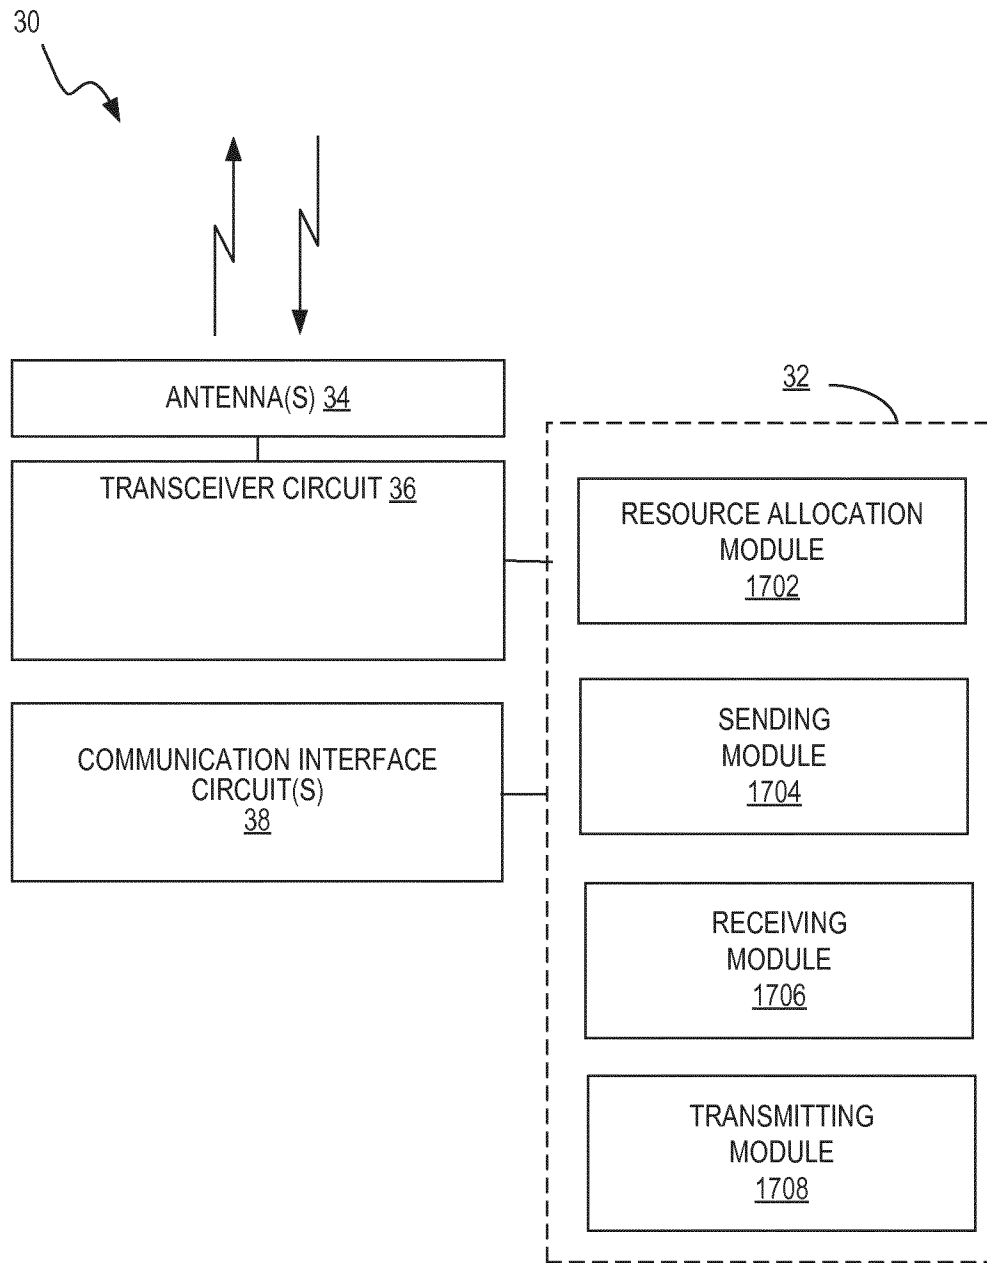 30
ANTENNA(S) 34
32
TRANSCEIVER CIRCUIT 36
RESOURCE ALLOCATION
MODULE
1702
COMMUNICATION INTERFACE
CIRCUIT(S)
38
SENDING
MODULE
1704
RECEIVING
MODULE
1706
TRANSMITTING
MODULE
1708